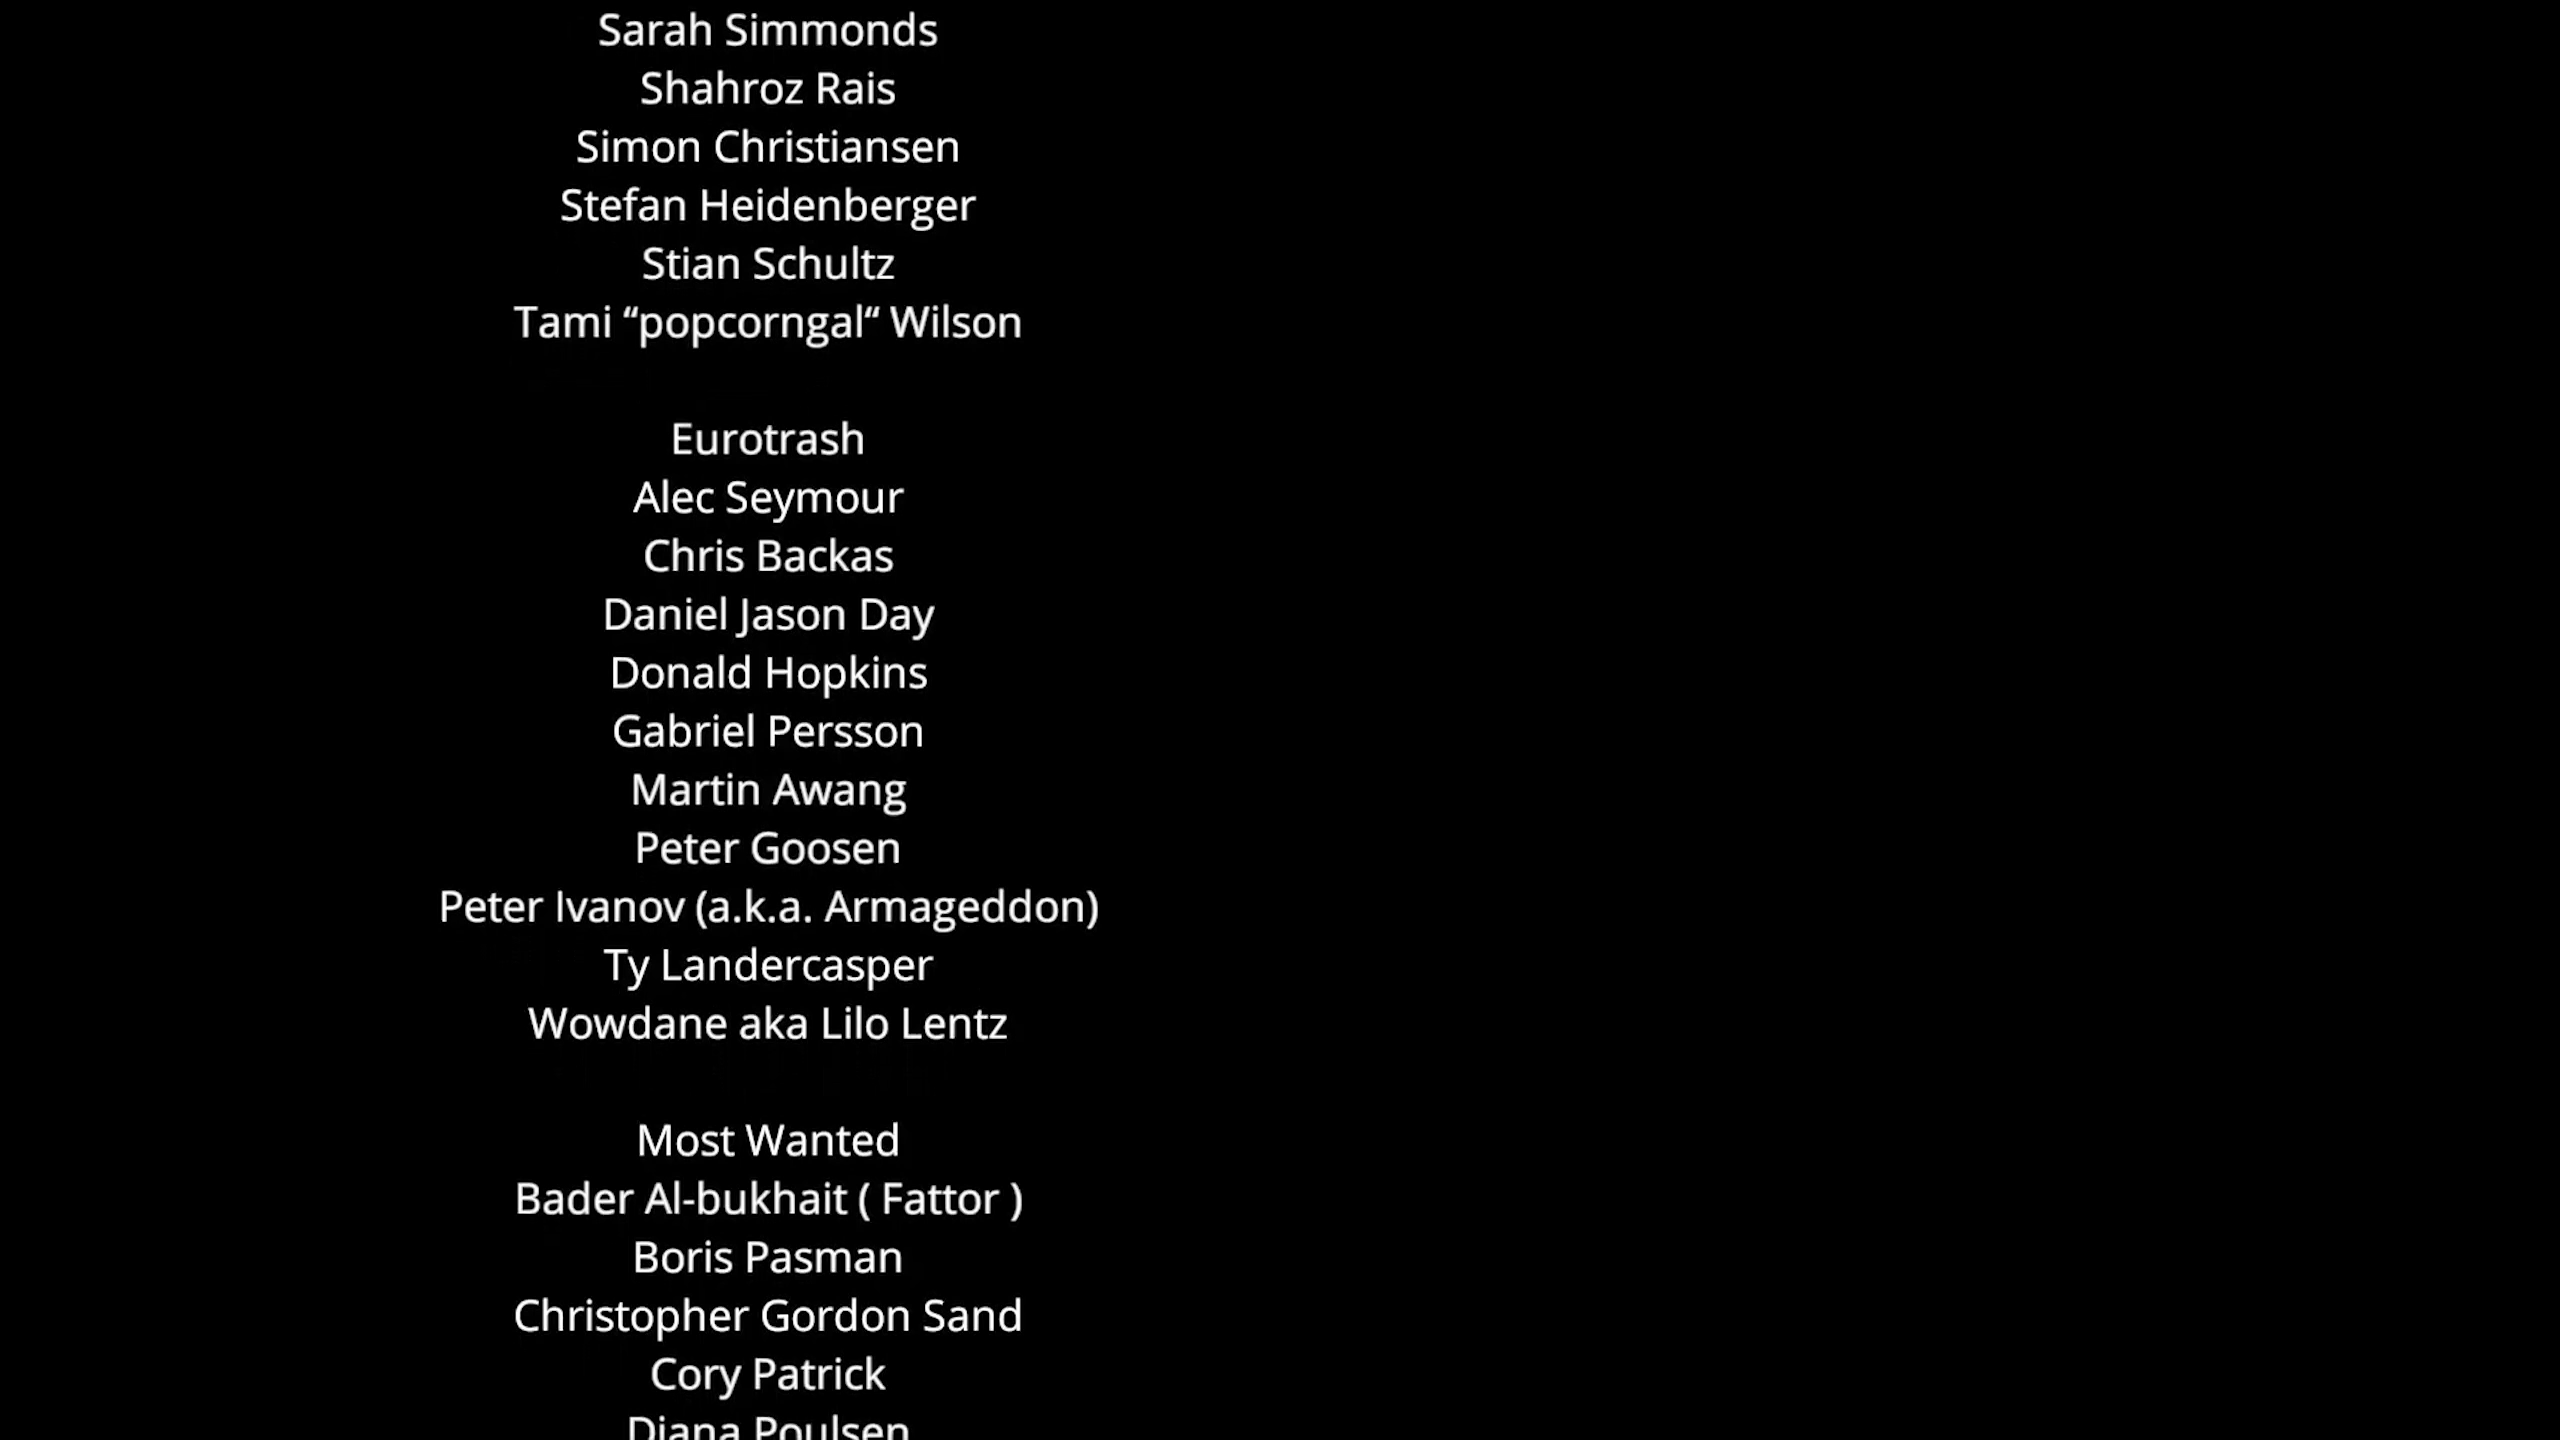 Sarah Simmonds
Shahroz Rais
Simon Christiansen
Stefan Heidenberger
Stian Schultz
Tami “popcorngal“ Wilson
Eurotrash
Alec Seymour
Chris Backas
Daniel Jason Day
Donald Hopkins
Gabriel Persson
Martin Awang
Peter Goosen
Peter Ivanov (a.k.a. Armageddon)
Ty Landercasper
Wowdane aka Lilo Lentz
Most Wanted
Bader Al-bukhait ( Fattor )
Boris Pasman
Christopher Gordon Sand
Cory Patrick
Diana Poulsen